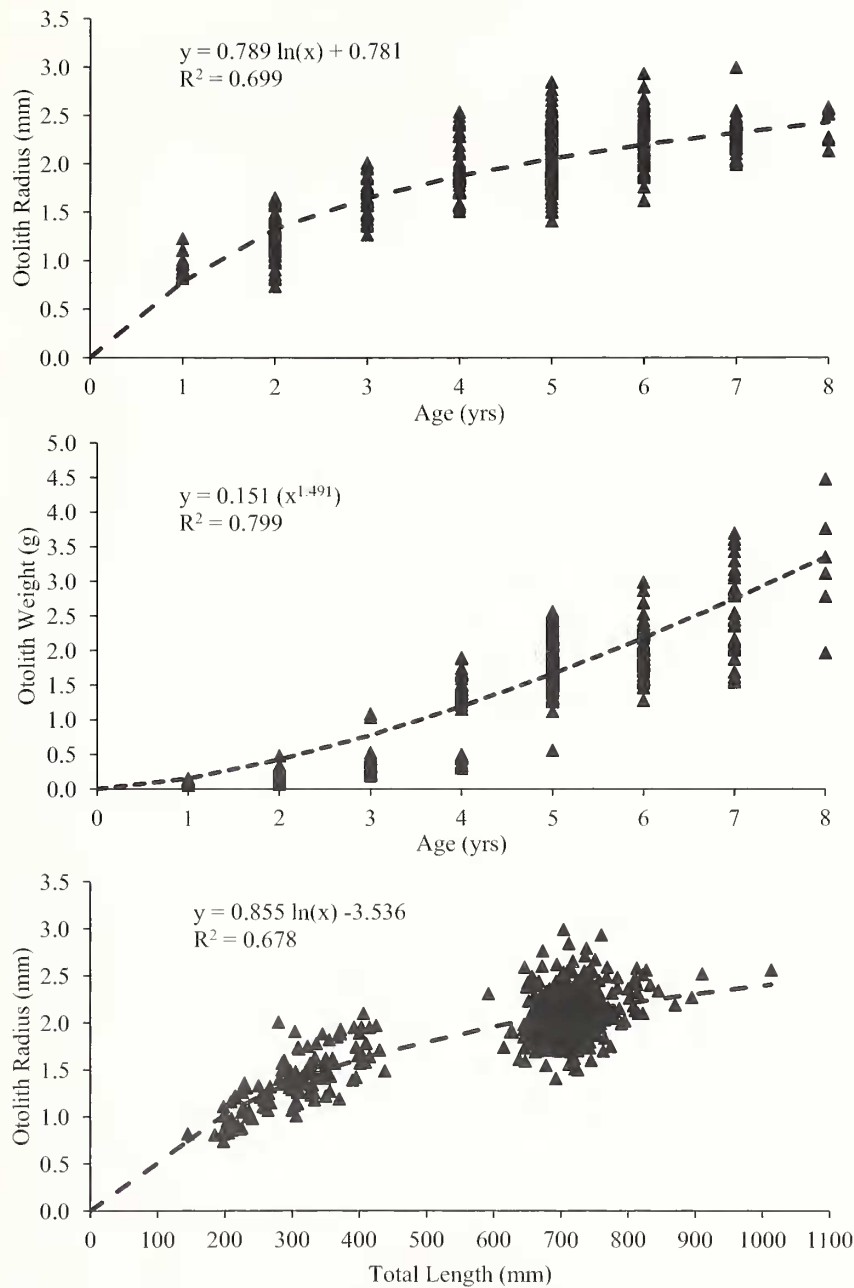 3.5
y = 0.789 ln(x) + 0.781
R² = 0.699
3.0
2.5
2.0
1.5
1.0
0.5
0.0
Otolith Radius (mm)
0 1 2 3 4 5 6 7 8
Age (yrs)
5.0
4.5
y = 0.151 (x^1.491)
R² = 0.799
4.0
3.5
3.0
2.5
2.0
1.5
1.0
0.5
0.0
Otolith Weight (g)
0 1 2 3 4 5 6 7 8
Age (yrs)
3.5
y = 0.855 ln(x) -3.536
R² = 0.678
3.0
2.5
2.0
1.5
1.0
0.5
0.0
Otolith Radius (mm)
0 100 200 300 400 500 600 700 800 900 1000 1100
Total Length (mm)